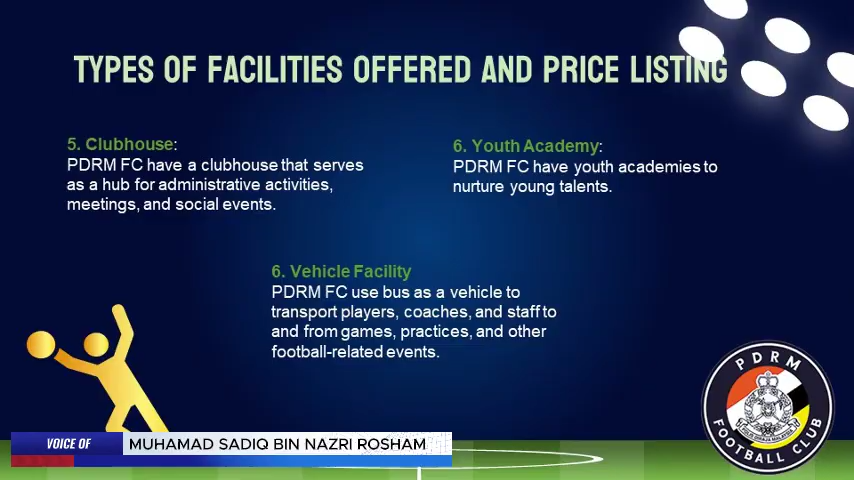 TYPES OF FACILITIES OFFERED AND PRICE LISTING
5. Clubhouse:
PDRM FC have a clubhouse that serves
as a hub for administrative activities,
meetings, and social events.
6. Youth Academy:
PDRM FC have youth academies to
nurture young talents.
6. Vehicle Facility
PDRM FC use bus as a vehicle to
transport players, coaches, and staff to
and from games, practices, and other
football-related events.
PDRM
FOOTBALL CLUB
VOICE OF
MUHAMAD SADIQ BIN NAZRI ROSHAM